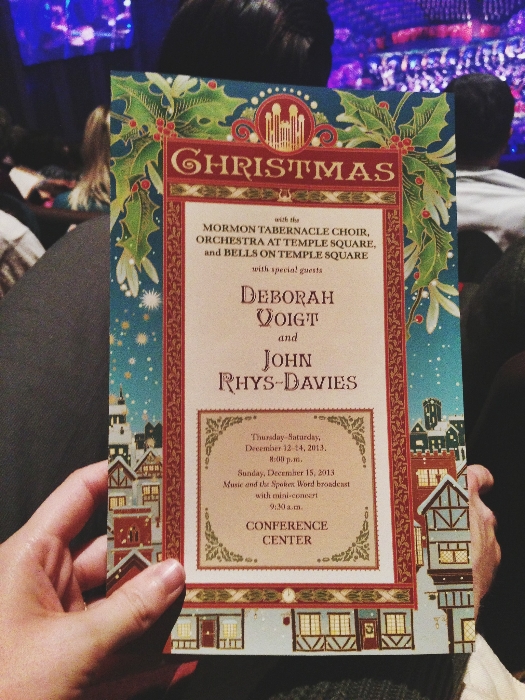 CHRISTMAS
with the
MORMON TABERNACLE CHOIR,
ORCHESTRA AT TEMPLE SQUARE,
and BELLS ON TEMPLE SQUARE
with special guests
DEBORAH
VOIGT
and
JOHN
RHYS-DAVIES
Thursday–Saturday,
December 12–14, 2013,
8:00 p.m.
Sunday, December 15, 2013
Music and the Spoken Word broadcast
with mini-concert
9:30 a.m.
CONFERENCE
CENTER